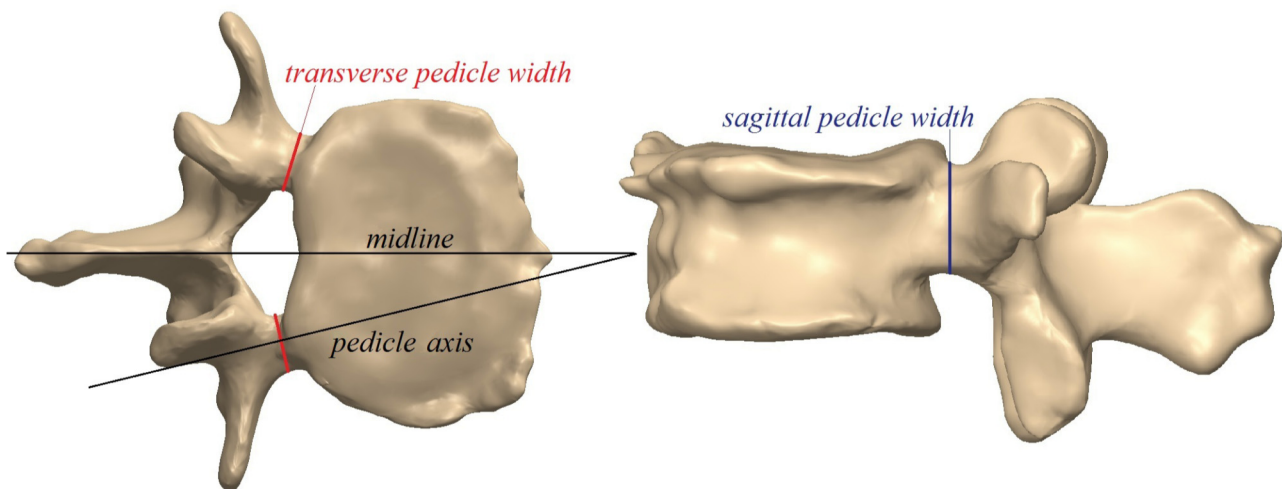 transverse pedicle width
sagittal pedicle width
midline
pedicle axis